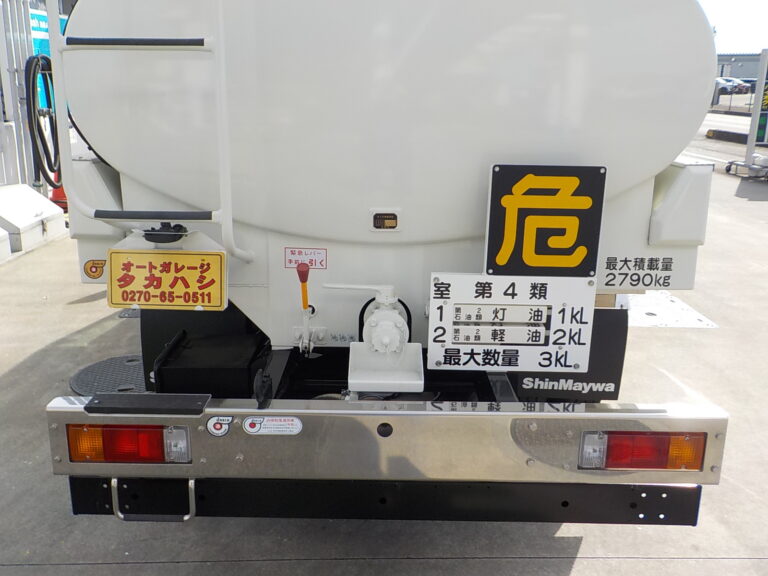 危
最大積載量
2790kg
緊急レバー
手前に引く
オートガレージ
タカハシ
0270-65-0511
室 第4類
1 第2石油類 灯油 1kL
2 第2石油類 軽油 2kL
最大数量 3kL
ShinMaywa